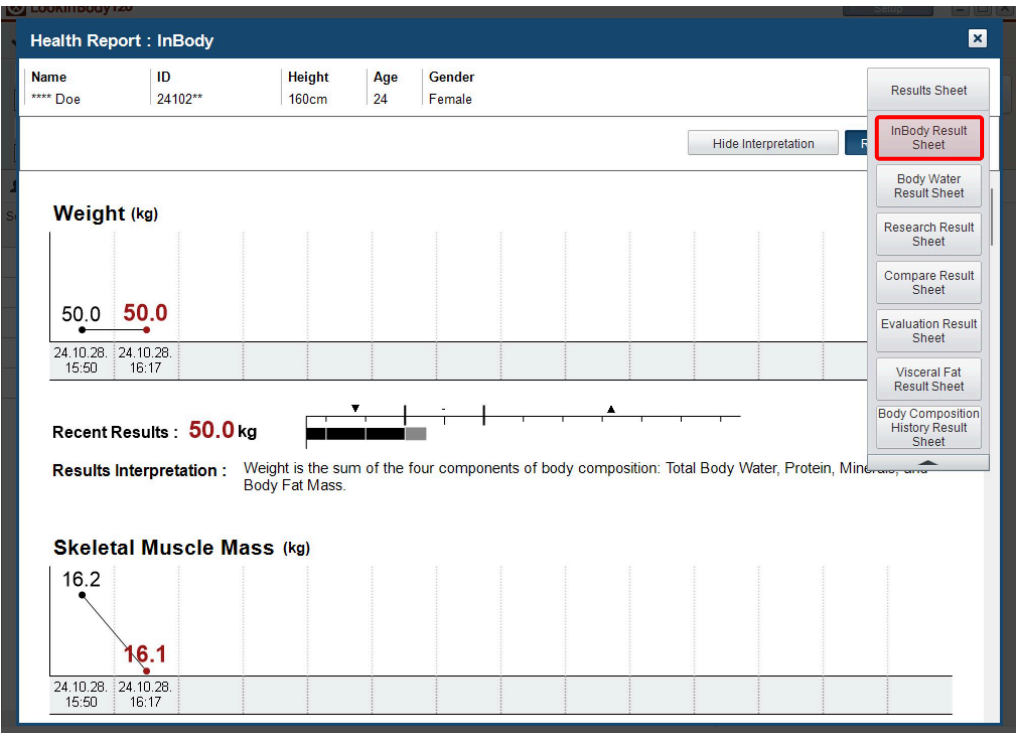 LookinBody120
Setup
Health Report : InBody
Name
ID
Height
Age
Gender
**** Doe
24102**
160cm
24
Female
Results Sheet
InBody Result
Sheet
Body Water
Result Sheet
Research Result
Sheet
Compare Result
Sheet
Evaluation Result
Sheet
Visceral Fat
Result Sheet
Body Composition
History Result
Sheet
Hide Interpretation
Weight (kg)
50.0
50.0
24.10.28.
15:50
24.10.28.
16:17
Recent Results : 50.0 kg
Results Interpretation : Weight is the sum of the four components of body composition: Total Body Water, Protein, Minerals, and
Body Fat Mass.
Skeletal Muscle Mass (kg)
16.2
16.1
24.10.28.
15:50
24.10.28.
16:17